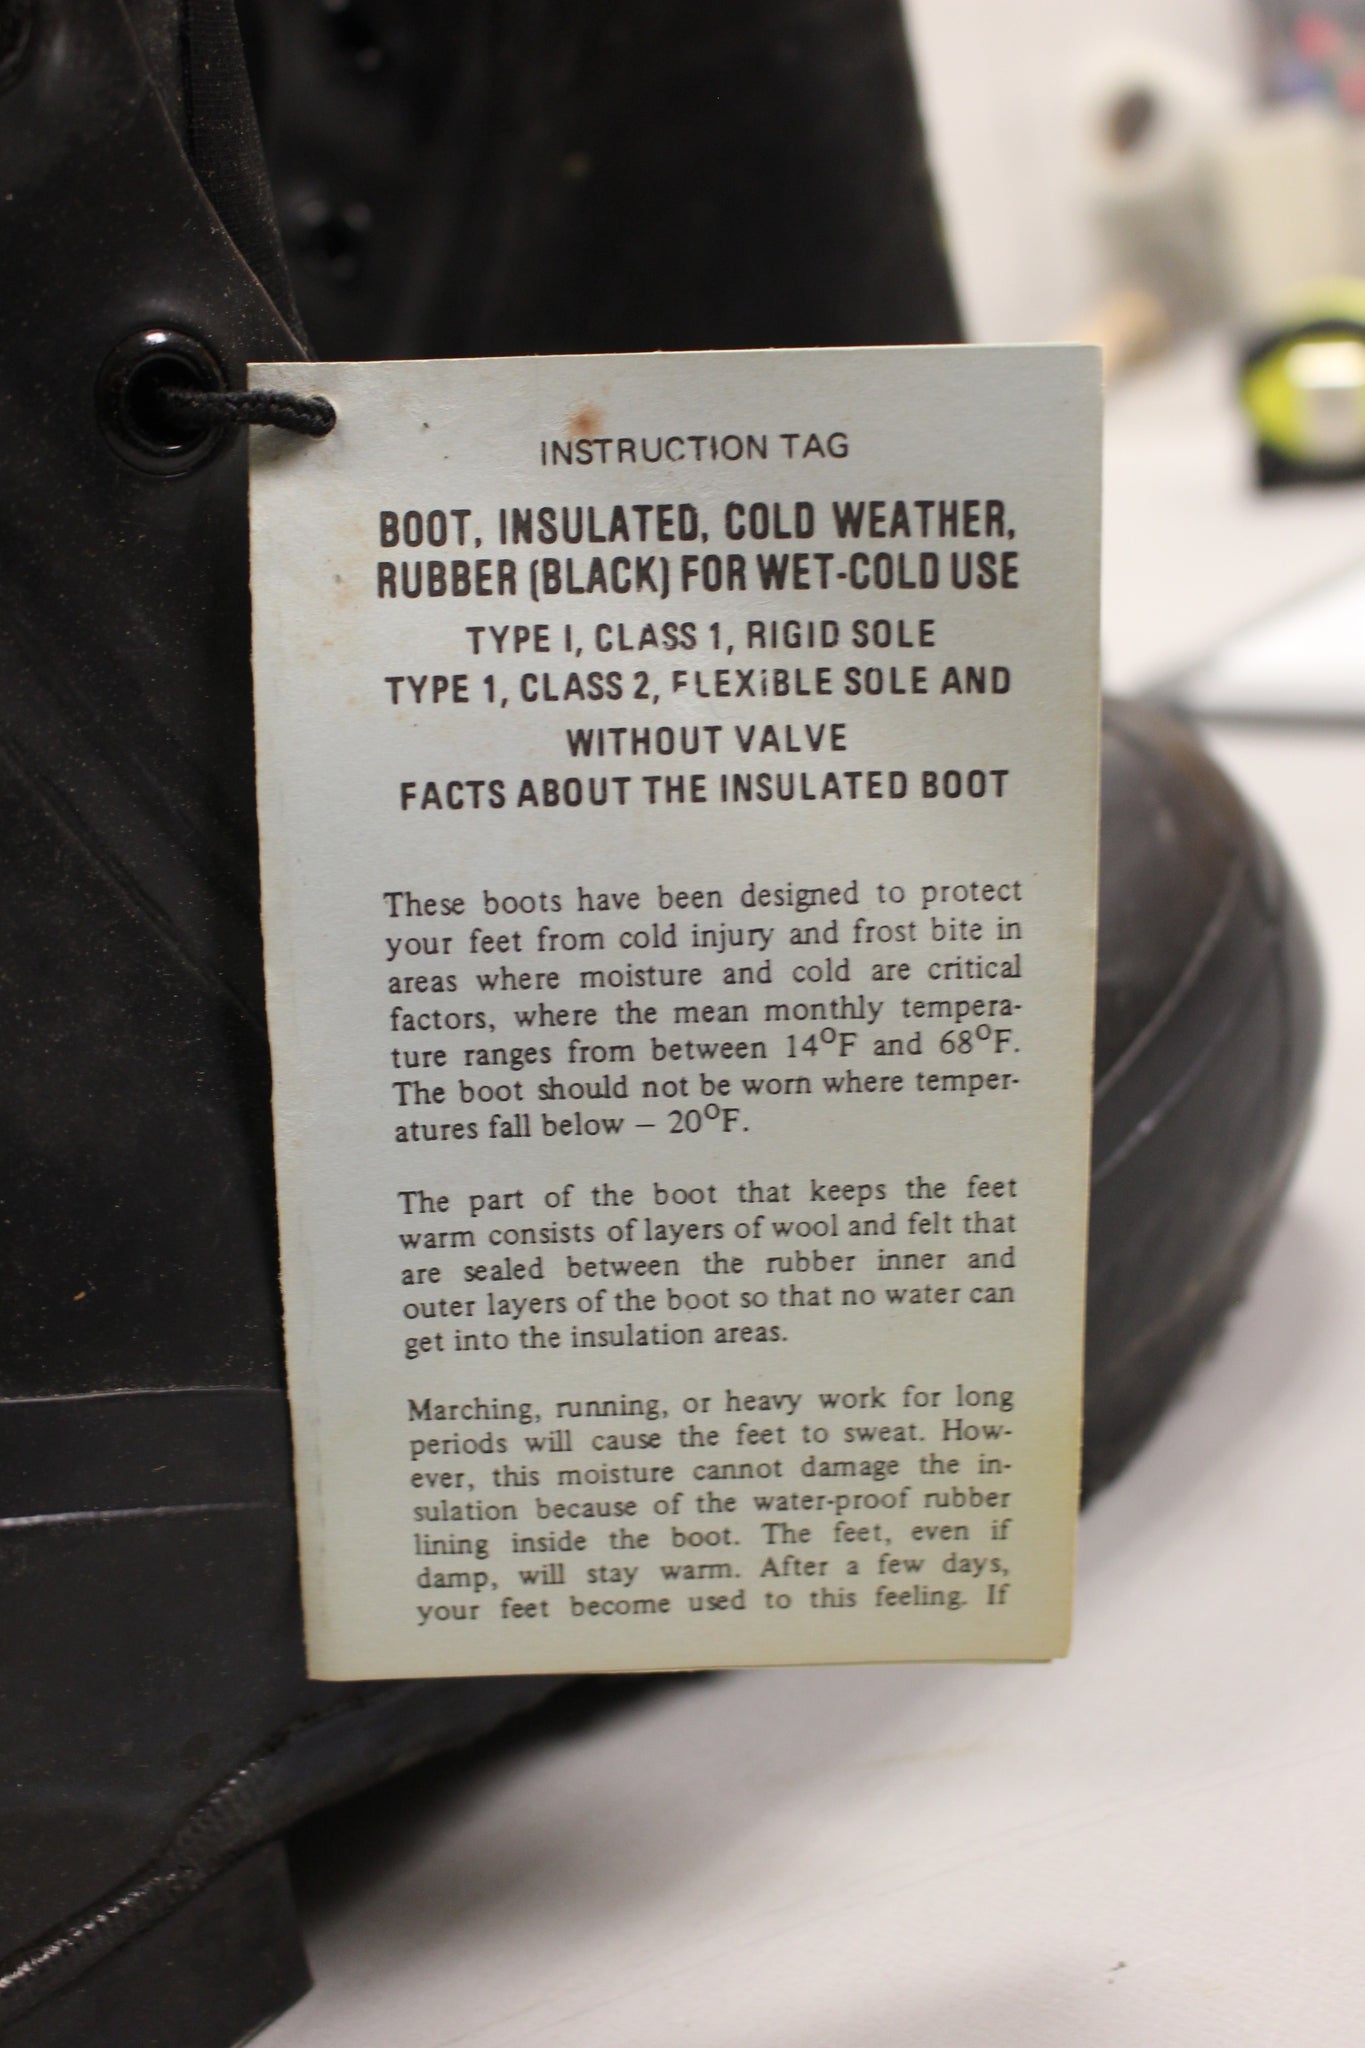 INSTRUCTION TAG
BOOT, INSULATED, COLD WEATHER,
RUBBER (BLACK) FOR WET-COLD USE
TYPE I, CLASS 1, RIGID SOLE
TYPE 1, CLASS 2, FLEXIBLE SOLE AND
WITHOUT VALVE
FACTS ABOUT THE INSULATED BOOT
These boots have been designed to protect
your feet from cold injury and frost bite in
areas where moisture and cold are critical
factors, where the mean monthly tempera-
ture ranges from between 14°F and 68°F.
The boot should not be worn where temper-
atures fall below – 20°F.
The part of the boot that keeps the feet
warm consists of layers of wool and felt that
are sealed between the rubber inner and
outer layers of the boot so that no water can
get into the insulation areas.
Marching, running, or heavy work for long
periods will cause the feet to sweat. How-
ever, this moisture cannot damage the in-
sulation because of the water-proof rubber
lining inside the boot. The feet, even if
damp, will stay warm. After a few days,
your feet become used to this feeling. If